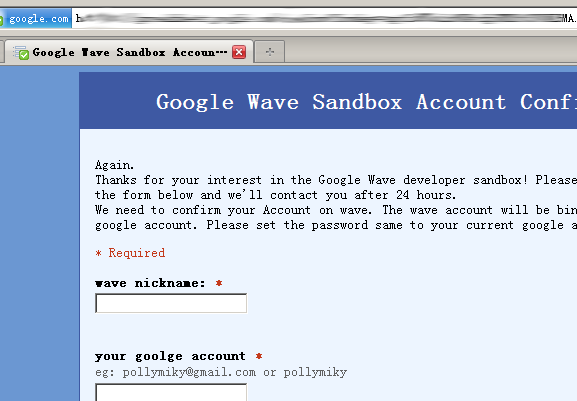 google.com h MA.
Google Wave Sandbox Accoun···
Google Wave Sandbox Account Conf
Again.
Thanks for your interest in the Google Wave developer sandbox! Please
the form below and we'll contact you after 24 hours.
We need to confirm your Account on wave. The wave account will be bin
google account. Please set the password same to your current google a
* Required
wave nickname: *
your goolge account *
eg: pollymiky@gmail.com or pollymiky